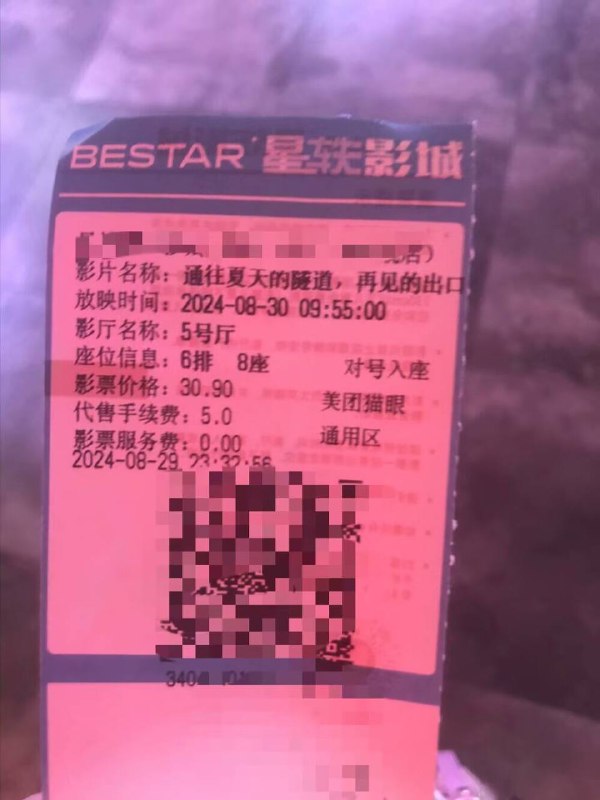 BESTAR 星轶影城
店）
影片名称：通往夏天的隧道，再见的出口
放映时间：2024-08-30 09:55:00
影厅名称：5号厅
座位信息：6排 8座 对号入座
影票价格：30.90 美团猫眼
代售手续费：5.0
影票服务费：0.00 通用区
2024-08-29 23:32:56